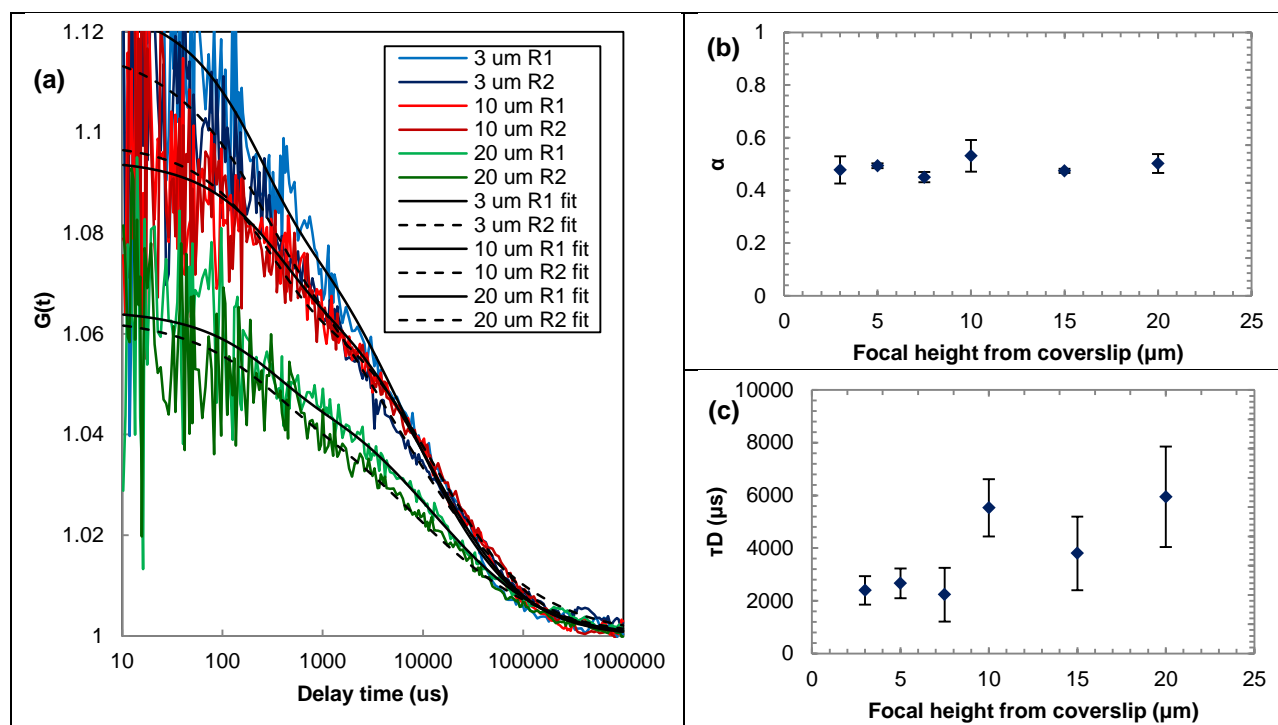 (a)
1.12
1.1
1.08
1.06
1.04
1.02
1
G(t)
10
100
1000
10000
100000
1000000
Delay time (us)
3 um R1
3 um R2
10 um R1
10 um R2
20 um R1
20 um R2
3 um R1 fit
3 um R2 fit
10 um R1 fit
10 um R2 fit
20 um R1 fit
20 um R2 fit
(b)
1
0.8
0.6
0.4
0.2
0
α
0
5
10
15
20
25
Focal height from coverslip (µm)
(c)
10000
8000
6000
4000
2000
0
τD (µs)
0
5
10
15
20
25
Focal height from coverslip (µm)